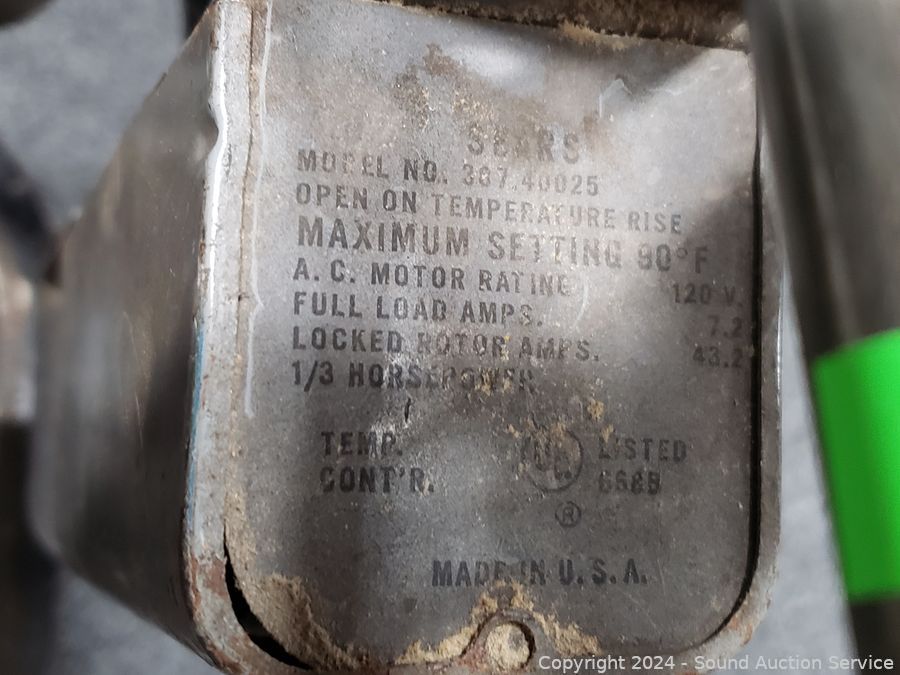 SEARS
MODEL NO. 387.40025
OPEN ON TEMPERATURE RISE
MAXIMUM SETTING 90°F
A. C. MOTOR RATING 120 V.
FULL LOAD AMPS. 7.2
LOCKED ROTOR AMPS. 43.2
1/3 HORSEPOWER
TEMP. UL LISTED
CONT'R. 668B
®
MADE IN U. S. A.
Copyright © 2024 - Sound Auction Service